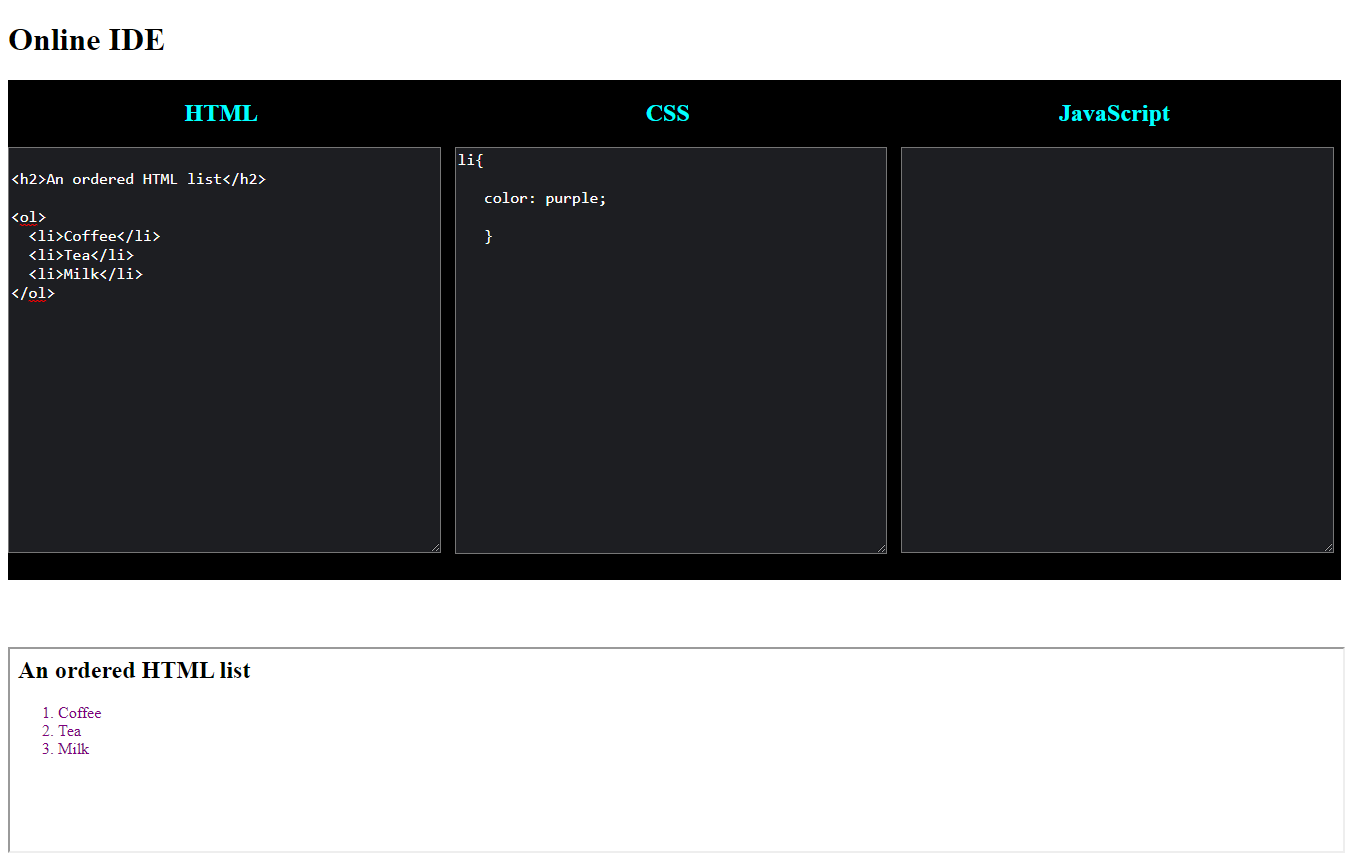 Online IDE
HTML
CSS
JavaScript
<h2>An ordered HTML list</h2>
<ol>
  <li>Coffee</li>
  <li>Tea</li>
  <li>Milk</li>
</ol>
li{
   color: purple;
   }
An ordered HTML list
1. Coffee
2. Tea
3. Milk